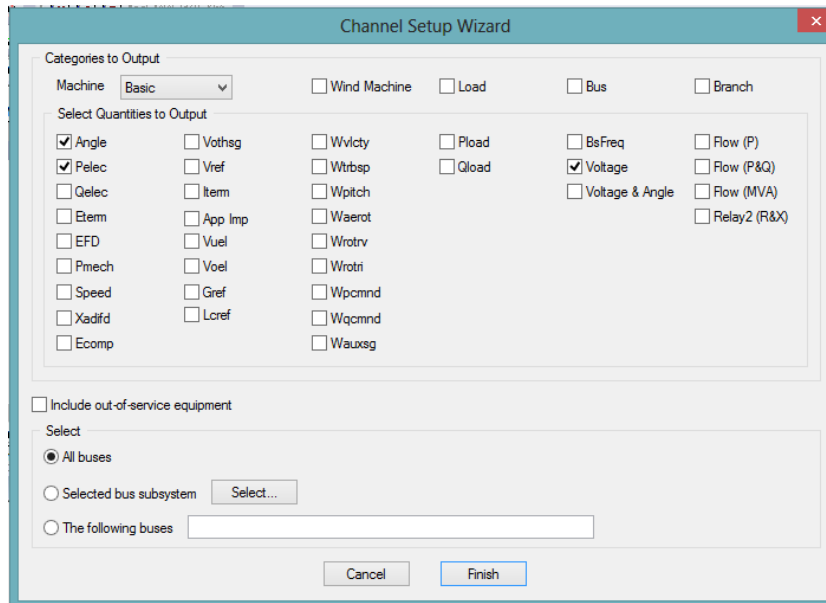 Channel Setup Wizard
Categories to Output
Machine Basic Wind Machine Load Bus Branch
Select Quantities to Output
Angle Vothsg Wvlcty Pload BsFreq Flow (P)
Pelec Vref Wtrbsp Qload Voltage Flow (P&Q)
Qelec Iterm Wpitch Voltage & Angle Flow (MVA)
Eterm App Imp Waerot Relay2 (R&X)
EFD Vuel Wrotrv
Pmech Voel Wrotri
Speed Gref Wpcmnd
Xadifd Lcref Wqcmnd
Ecomp Wauxsg
Include out-of-service equipment
Select
All buses
Selected bus subsystem Select...
The following buses
Cancel Finish